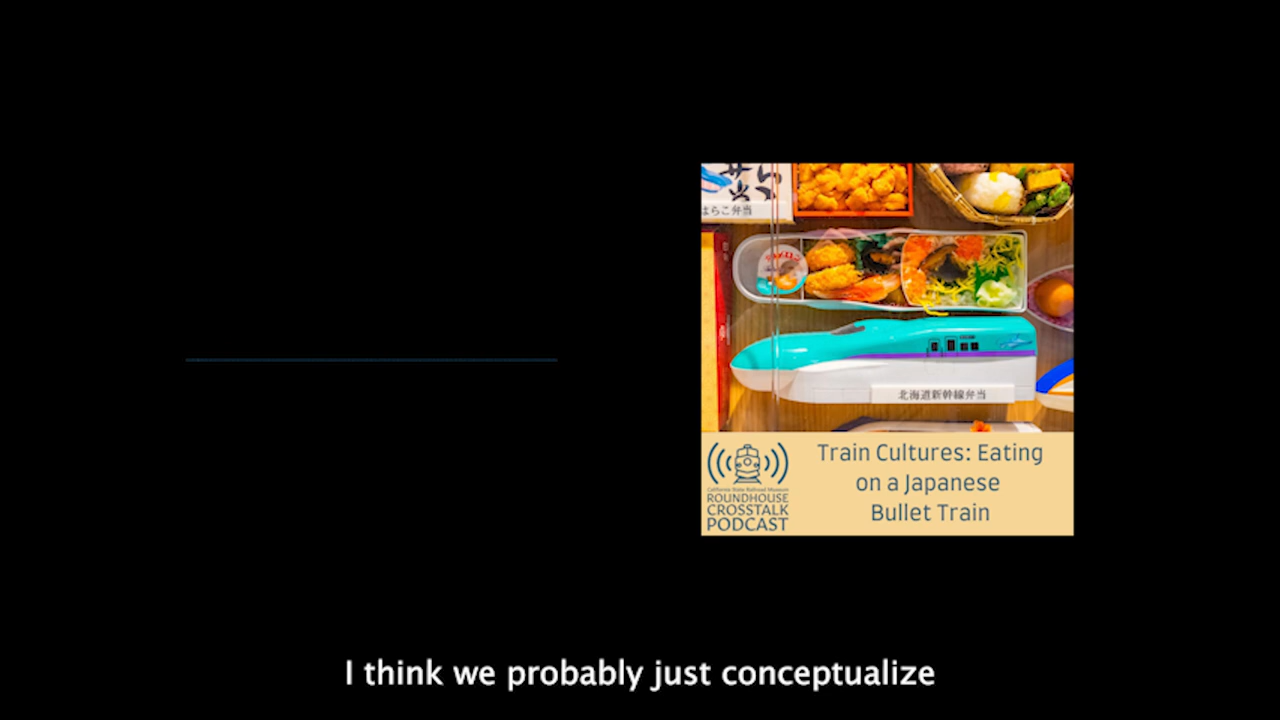 はらこ弁当
北海道新幹線弁当
California State Railroad Museum
ROUNDHOUSE
CROSSTALK
PODCAST
Train Cultures: Eating
on a Japanese
Bullet Train
I think we probably just conceptualize